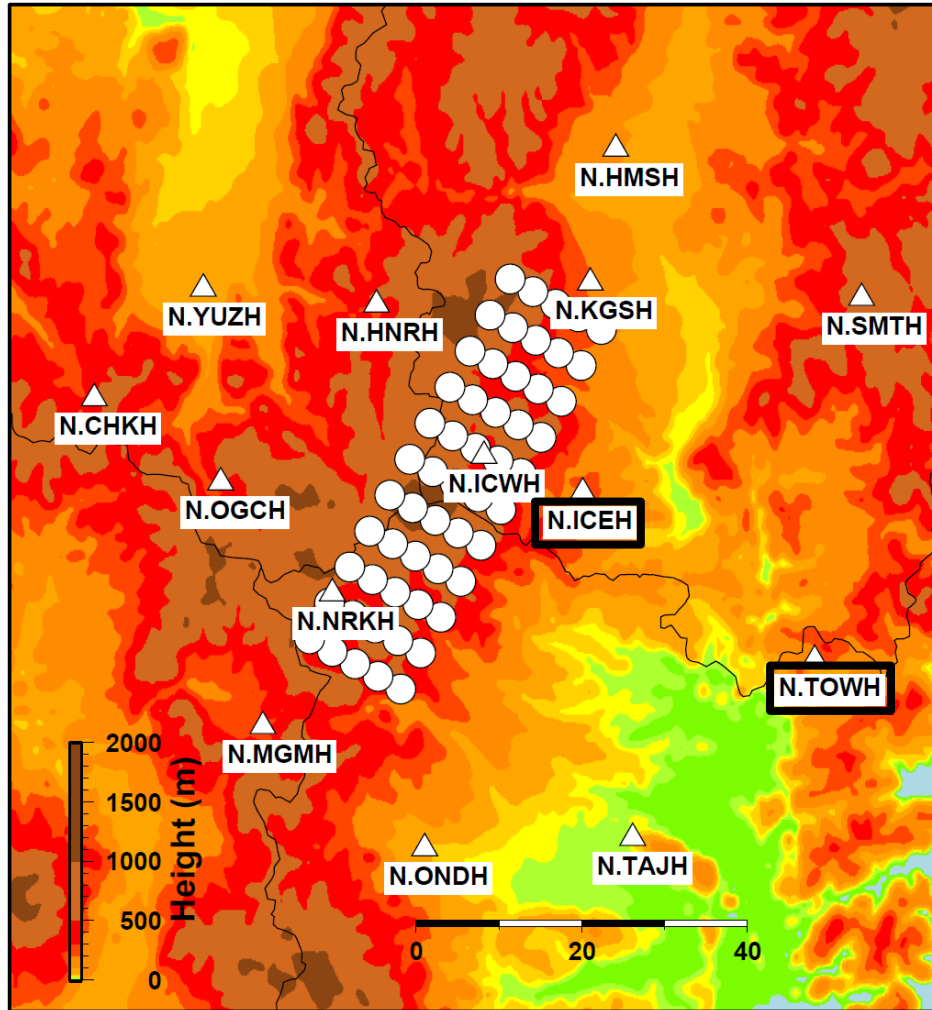 N.HMSH
N.YUZH
N.HNRH
N.KGSH
N.SMTH
N.CHKH
N.ICWH
N.OGCH
N.ICEH
N.NRKH
N.TOWH
N.MGMH
N.ONDH
N.TAJH
2000
1500
1000
500
0
Height (m)
0 20 40